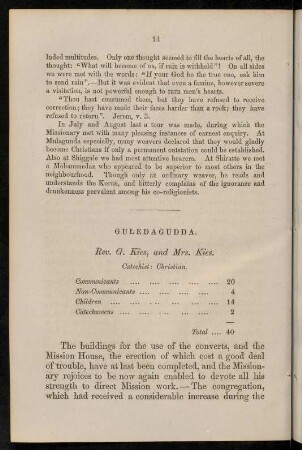 14
luded multitudes. Only one thought seemed to fill the hearts of all, the
thought: "What will become of us, if rain is withheld"! On all sides
we were met with the words: "If your God be the true one, ask him
to send rain".—But it was evident that even a famine, however severe
a visitation, is not powerful enough to turn men's hearts.
"Thou hast consumed them, but they have refused to receive
correction; they have made their faces harder than a rock; they have
refused to return". Jerem. v. 3.
In July and August last a tour was made, during which the
Missionary met with many pleasing instances of earnest enquiry. At
Mulagunda especially, many weavers declared that they would gladly
become Christians if only a permanent outstation could be established.
Also at Shiggole we had most attentive hearers. At Shiratte we met
a Mohammedan who appeared to be superior to most others in the
neighbourhood. Though only an ordinary weaver, he reads and
understands the Koran, and bitterly complains of the ignorance and
drunkenness prevalent among his co-religionists.
GULEDAGUDDA.
Rev. G. Kies, and Mrs. Kies.
Catechist: Christian.
Communicants .... .... .... .... .... .... 20
Non-Communicants .... .... .... .... .... 4
Children .... .... .... .... .... .... .... 14
Catechumens .... .... .... .... .... .... 2
Total .... 40
The buildings for the use of the converts, and the
Mission House, the erection of which cost a good deal
of trouble, have at last been completed, and the Mission-
ary rejoices to be now again enabled to devote all his
strength to direct Mission work.—The congregation,
which had received a considerable increase during the